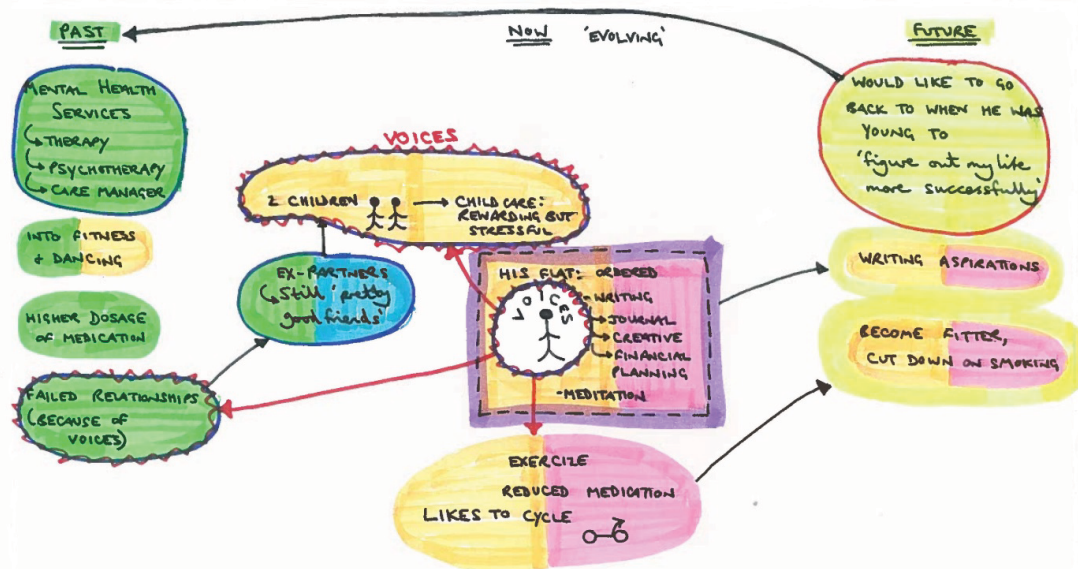 PAST
NOW 'EVOLVING'
FUTURE
MENTAL HEALTH
SERVICES
THERAPY
PSYCHOTHERAPY
CARE MANAGER
INTO FITNESS
& DANCING
HIGHER DOSAGE
OF MEDICATION
FAILED RELATIONSHIPS
(BECAUSE OF
VOICES)
VOICES
2 CHILDREN
CHILDCARE:
REWARDING BUT
STRESSFUL
EX-PARTNERS
Still 'pretty
good friends'
HIS FLAT: ORDERED
- WRITING
JOURNAL
CREATIVE
FINANCIAL
PLANNING
- MEDITATION
VOICES
EXERCIZE
REDUCED MEDICATION
LIKES TO CYCLE
WOULD LIKE TO GO
BACK TO WHEN HE WAS
YOUNG TO
'figure out my life
more successfully'
WRITING ASPIRATIONS
BECOME FITTER,
CUT DOWN ON SMOKING